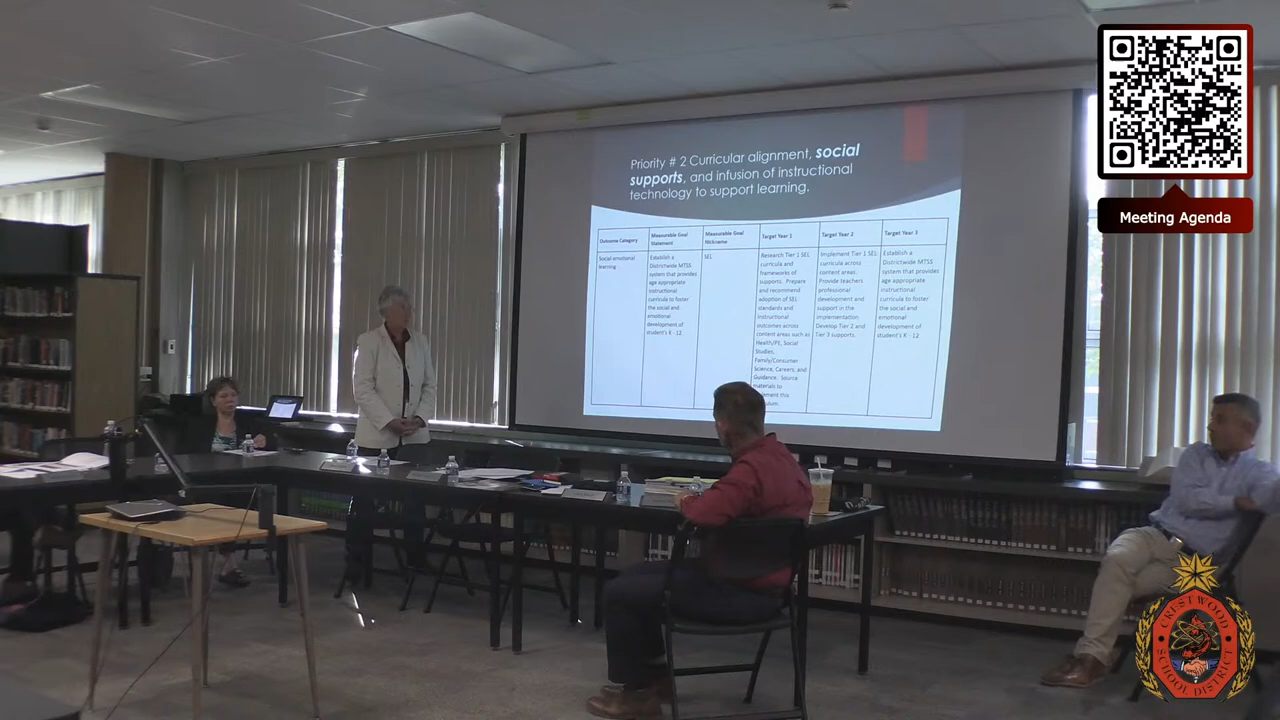 Meeting Agenda
Priority # 2 Curricular alignment, social
supports, and infusion of instructional
technology to support learning.
Outcome Category
Measurable Goal
Statement
Measurable Goal
Nickname
Target Year 1
Target Year 2
Target Year 3
Social emotional
learning
Establish a
Districtwide MTSS
system that provides
age appropriate
instructional
curricula to foster
the social and
emotional
development of
student's K - 12
SEL
Research Tier 1 SEL
curricula and
frameworks of
supports. Prepare
and recommend
adoption of SEL
standards and
instructional
outcomes across
content areas such as
Health/PE, Social
Studies,
Family/Consumer
Science; Careers, and
Guidance. Source
materials to
this
Implement Tier 1 SEL
curricula across
content areas.
Provide teachers
professional
development and
support in the
implementation
Develop Tier 2 and
Tier 3 supports.
Establish a
Districtwide MTSS
system that provides
age appropriate
instructional
curricula to foster
the social and
emotional
development of
student's K - 12
CRESTWOOD
SCHOOL DISTRICT